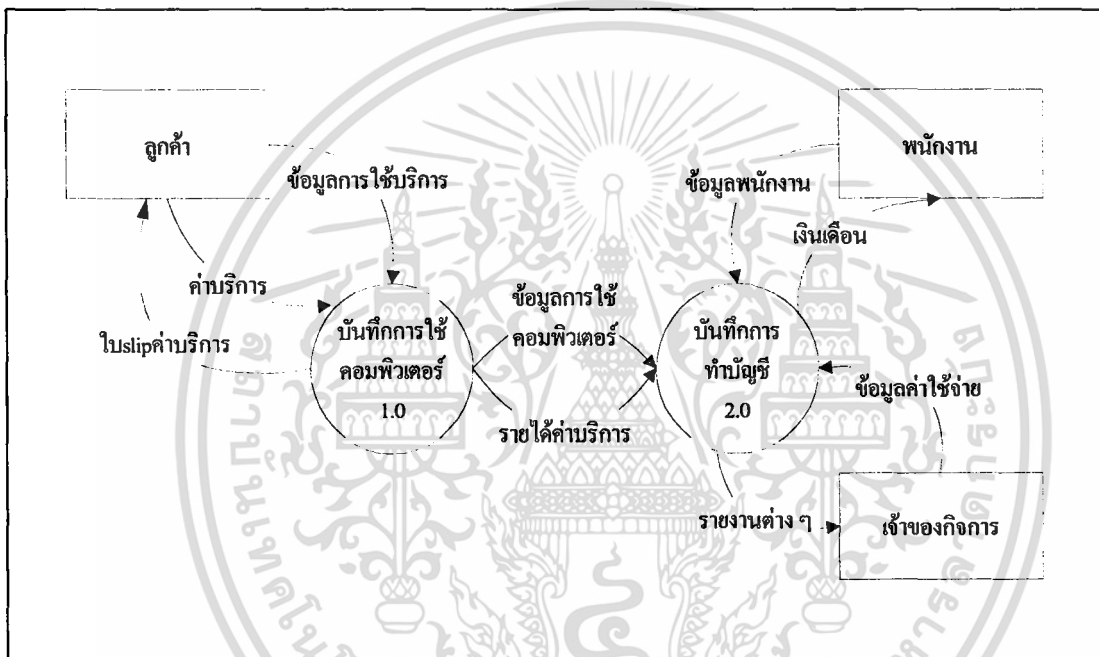 ลูกค้า
พนักงาน
ข้อมูลการใช้บริการ
ข้อมูลพนักงาน
เงินเดือน
ค่าบริการ
ใบslipค่าบริการ
บันทึกการใช้
คอมพิวเตอร์
1.0
ข้อมูลการใช้
คอมพิวเตอร์
รายได้ค่าบริการ
บันทึกการ
ทำบัญชี
2.0
ข้อมูลค่าใช้จ่าย
รายงานต่าง ๆ
เจ้าของกิจการ